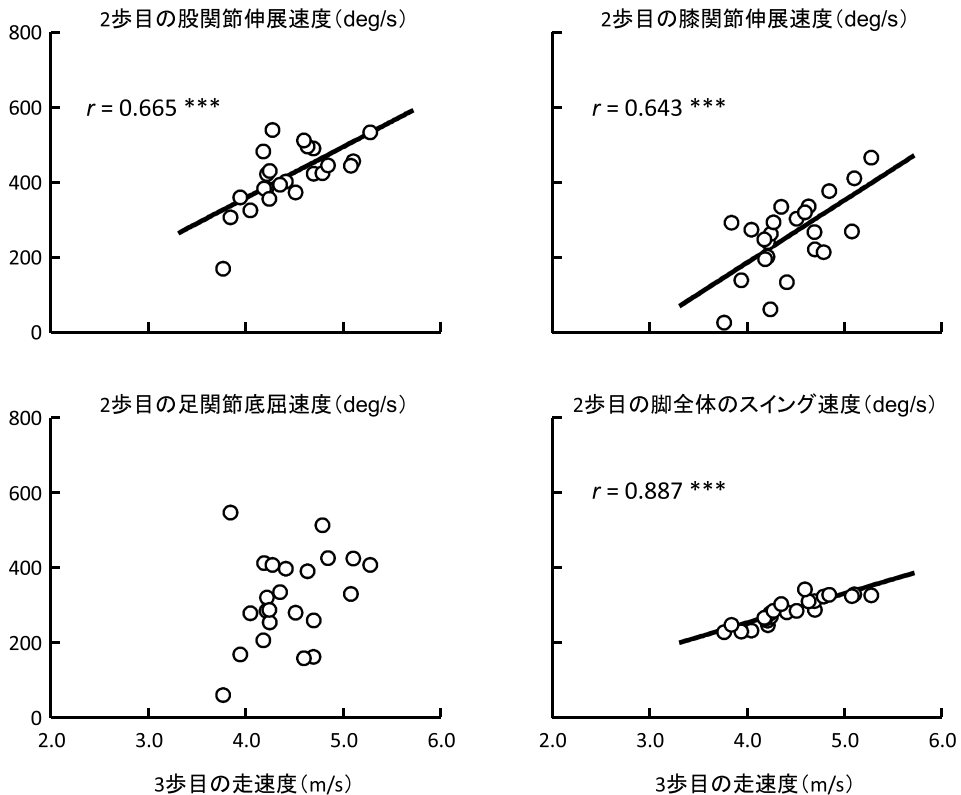 2歩目の股関節伸展速度（deg/s）
800
600
400
200
0
r = 0.665 ***
2歩目の膝関節伸展速度（deg/s）
r = 0.643 ***
2歩目の足関節底屈速度（deg/s）
800
600
400
200
0
2.0 3.0 4.0 5.0 6.0
3歩目の走速度（m/s）
2歩目の脚全体のスイング速度（deg/s）
r = 0.887 ***
2.0 3.0 4.0 5.0 6.0
3歩目の走速度（m/s）